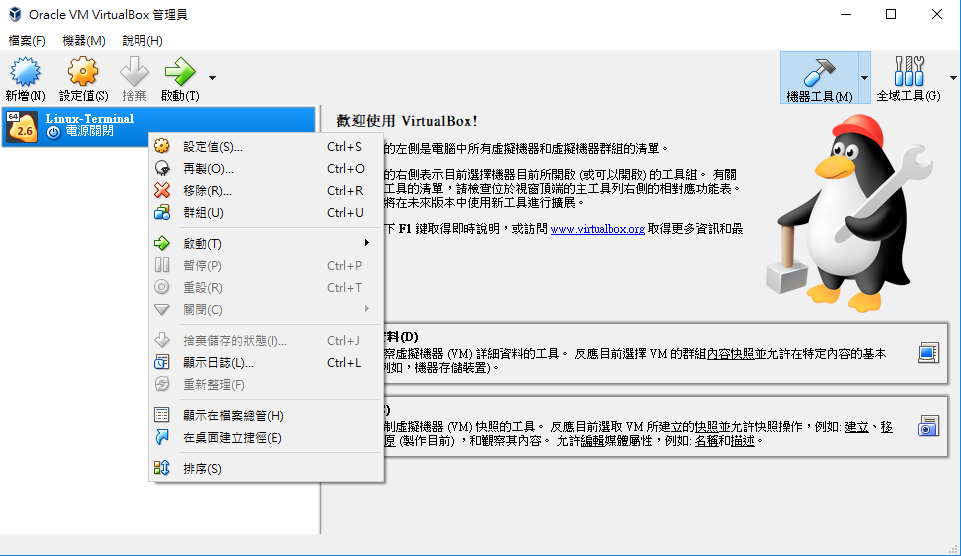 Oracle VM VirtualBox 管理員
檔案(F) 機器(M) 說明(H)
新增(N) 設定值(S) 捨棄 啟動(T) 機器工具(M) 全域工具(G)
64
2.6
Linux-Terminal
電源關閉
設定值(S)... Ctrl+S
再製(O)... Ctrl+O
移除(R)... Ctrl+R
群組(U) Ctrl+U
啟動(T)
暫停(P) Ctrl+P
重設(R) Ctrl+T
關閉(C)
捨棄儲存的狀態(I)... Ctrl+J
顯示日誌(L)... Ctrl+L
重新整理(F)
顯示在檔案總管(H)
在桌面建立捷徑(E)
排序(S)
歡迎使用 VirtualBox!
的左側是電腦中所有虛擬機器和虛擬機器群組的清單。
的右側表示目前選擇機器目前所開啟 (或可以開啟) 的工具組。 有關
工具的清單，請檢查位於視窗頂端的主工具列右側的相對應功能表。
將在未來版本中使用新工具進行擴展。
下 F1 鍵取得即時說明，或訪問 www.virtualbox.org 取得更多資訊和最
料(D)
察虛擬機器 (VM) 詳細資料的工具。 反應目前選擇 VM 的群組內容快照並允許在特定內容的基本
例如，機器存儲裝置)。
制虛擬機器 (VM) 快照的工具。 反應目前選取 VM 所建立的快照並允許快照操作，例如: 建立、移
原 (製作目前) ，和觀察其內容。 允許編輯媒體屬性，例如: 名稱和描述。